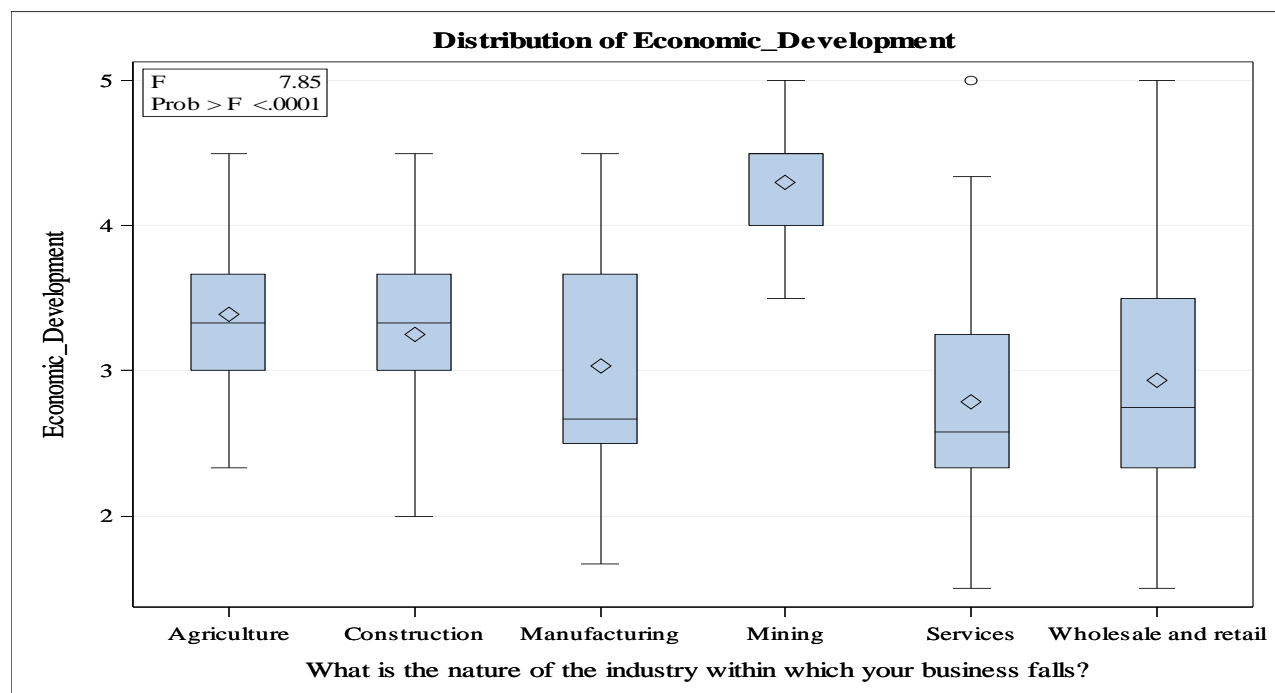 Distribution of Economic_Development
F 7.85
Prob > F <.0001
5
4
3
2
Economic_Development
Agriculture Construction Manufacturing Mining Services Wholesale and retail
What is the nature of the industry within which your business falls?